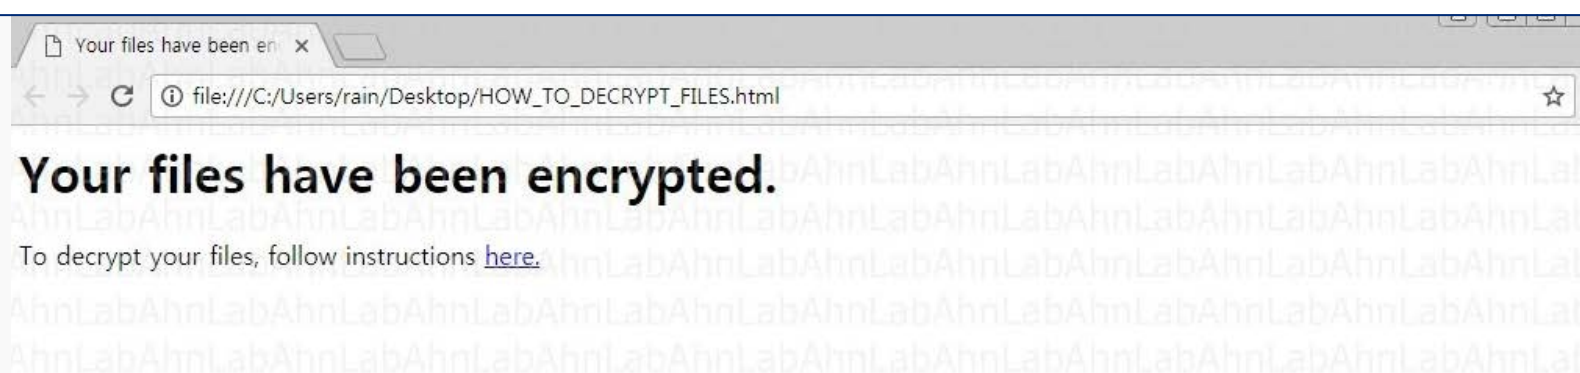 Your files have been en
file:///C:/Users/rain/Desktop/HOW_TO_DECRYPT_FILES.html
Your files have been encrypted.
To decrypt your files, follow instructions here.
AhnLabAhnLabAhnLabAhnLabAhnLabAhnLab